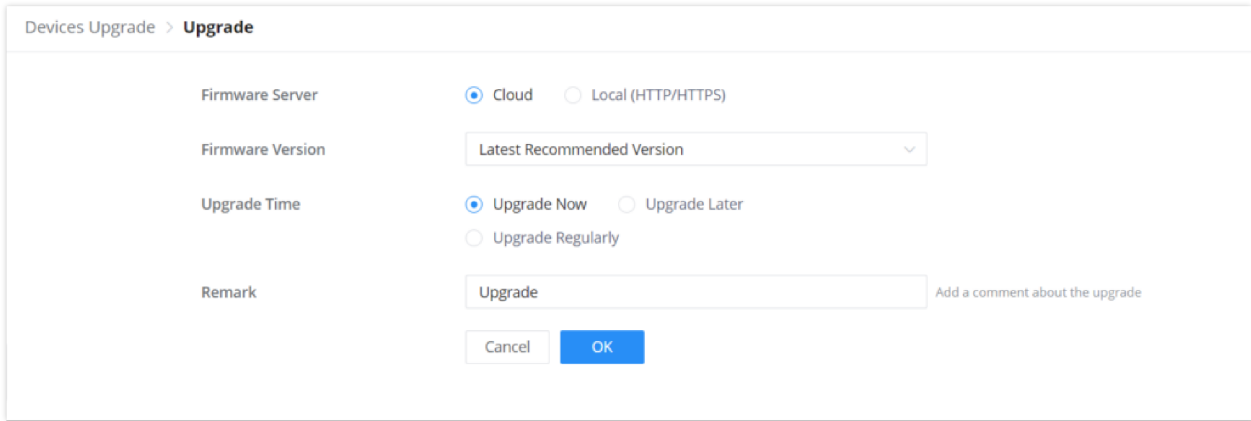 Devices Upgrade > Upgrade
Firmware Server Cloud Local (HTTP/HTTPS)
Firmware Version Latest Recommended Version
Upgrade Time Upgrade Now Upgrade Later
Upgrade Regularly
Remark Upgrade Add a comment about the upgrade
Cancel OK